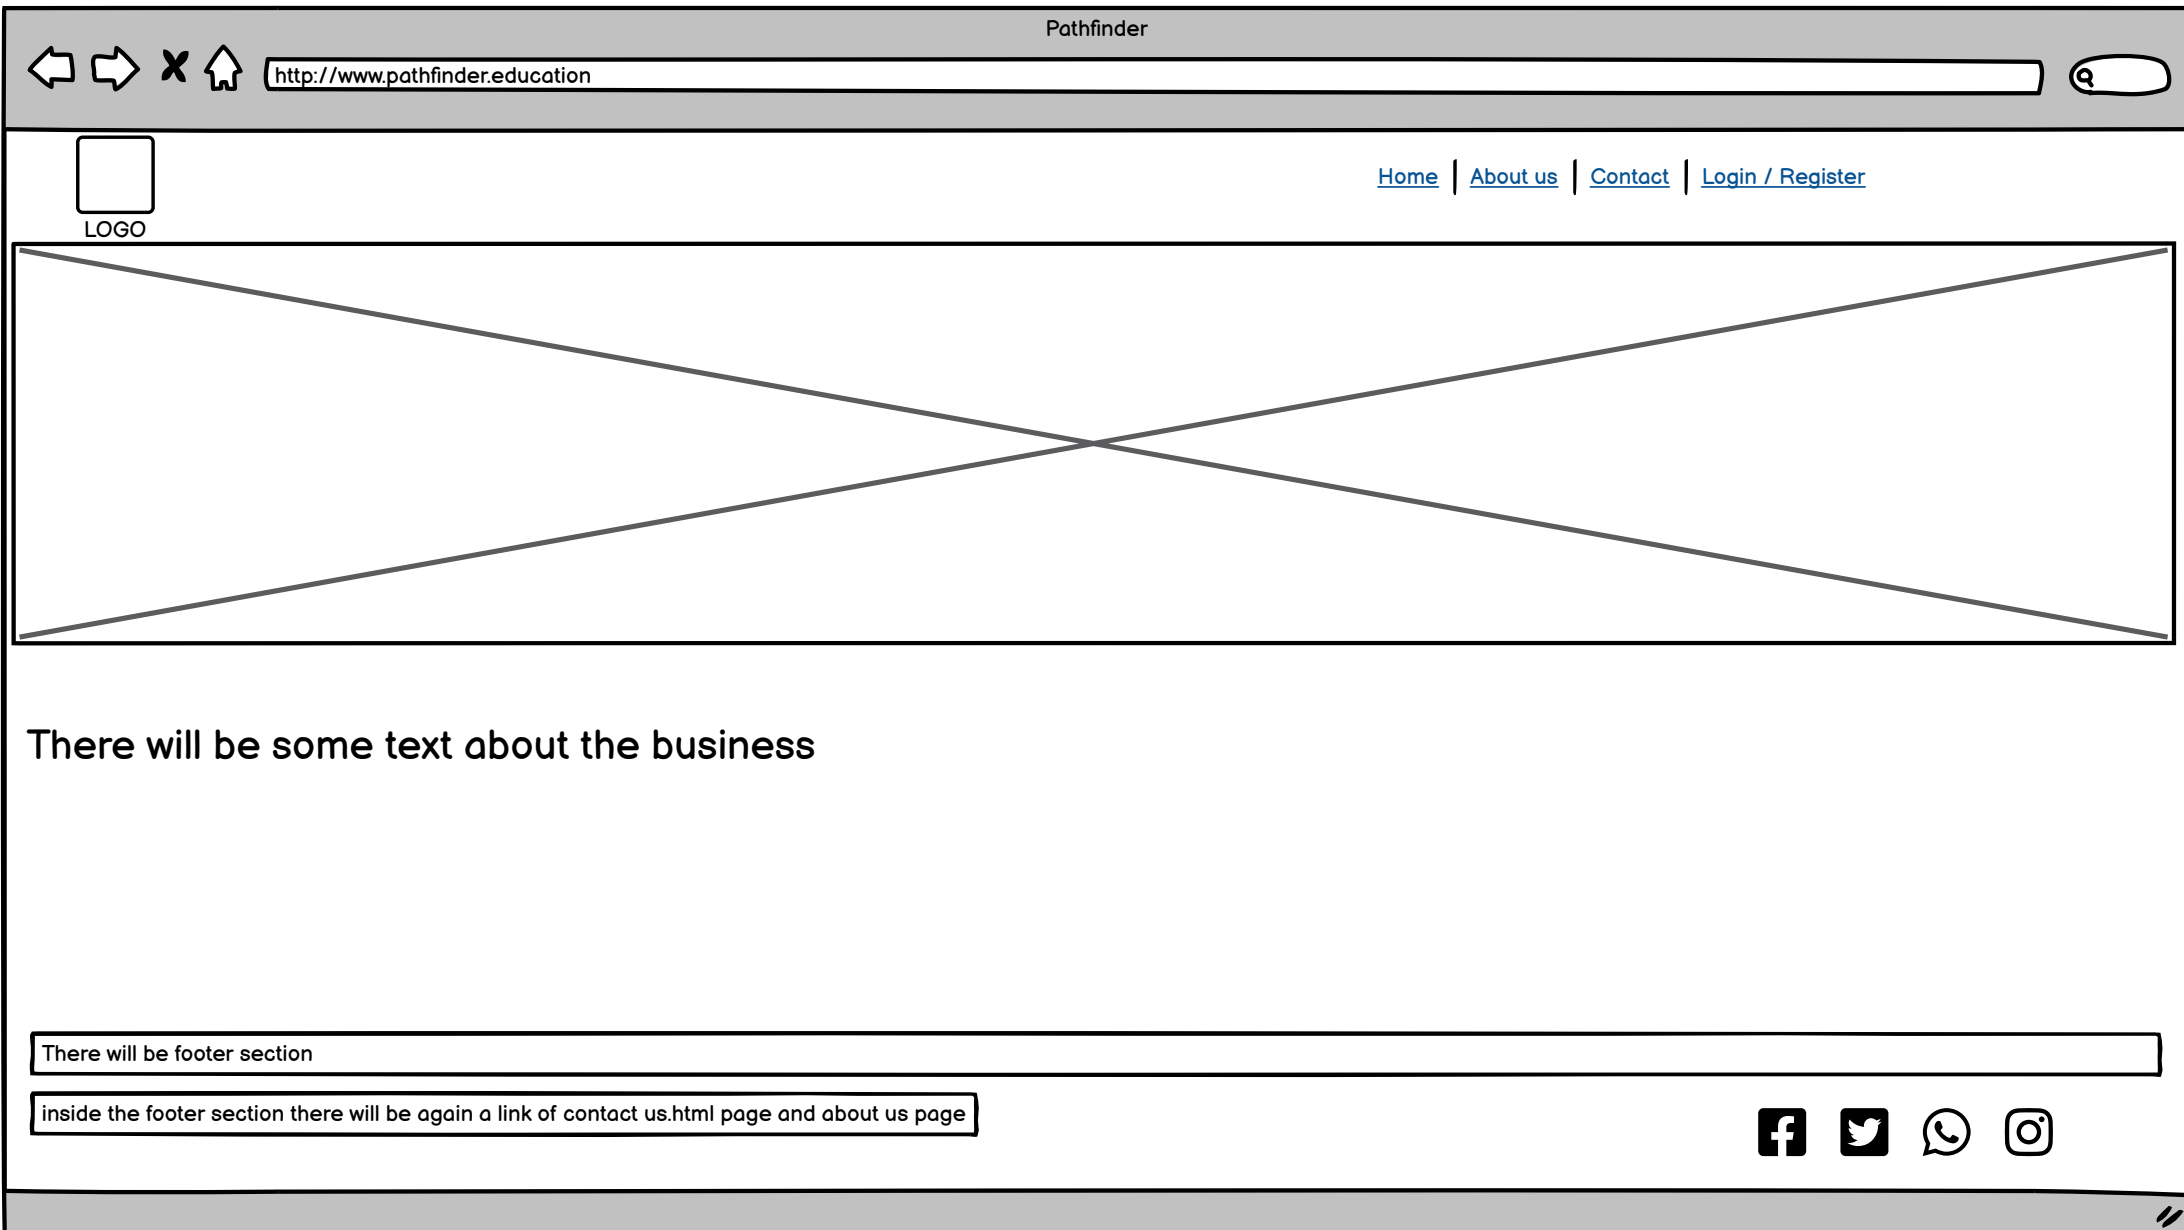 Pathfinder
http://www.pathfinder.education
Home | About us | Contact | Login / Register
LOGO
There will be some text about the business
There will be footer section
inside the footer section there will be again a link of contact us.html page and about us page